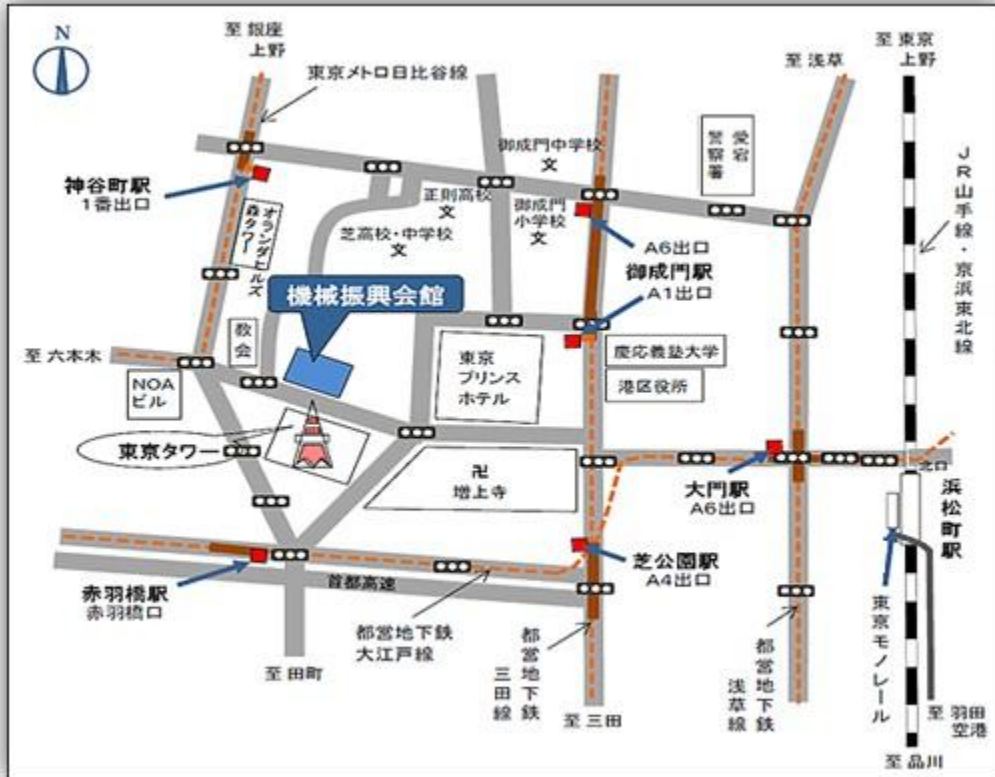 N
至 銀座
上野
東京メトロ日比谷線
至 浅草
至 東京
上野
御成門中学校
文
愛宕
警察署
JR山手線・京浜東北線
神谷町駅
1番出口
オランダヒルズ
森タワー
正則高校
文
御成門
小学校
文
芝高校・中学校
文
A6出口
御成門駅
A1出口
機械振興会館
教会
至 六本木
NOA
ビル
東京
プリンス
ホテル
慶応義塾大学
港区役所
東京タワー
卍
増上寺
大門駅
A6出口
北口
浜松町駅
赤羽橋駅
赤羽橋口
首都高速
芝公園駅
A4出口
都営地下鉄
大江戸線
都営地下鉄
三田線
都営地下鉄
浅草線
東京モノレール
至 田町
至 三田
至 羽田
空港
至 品川